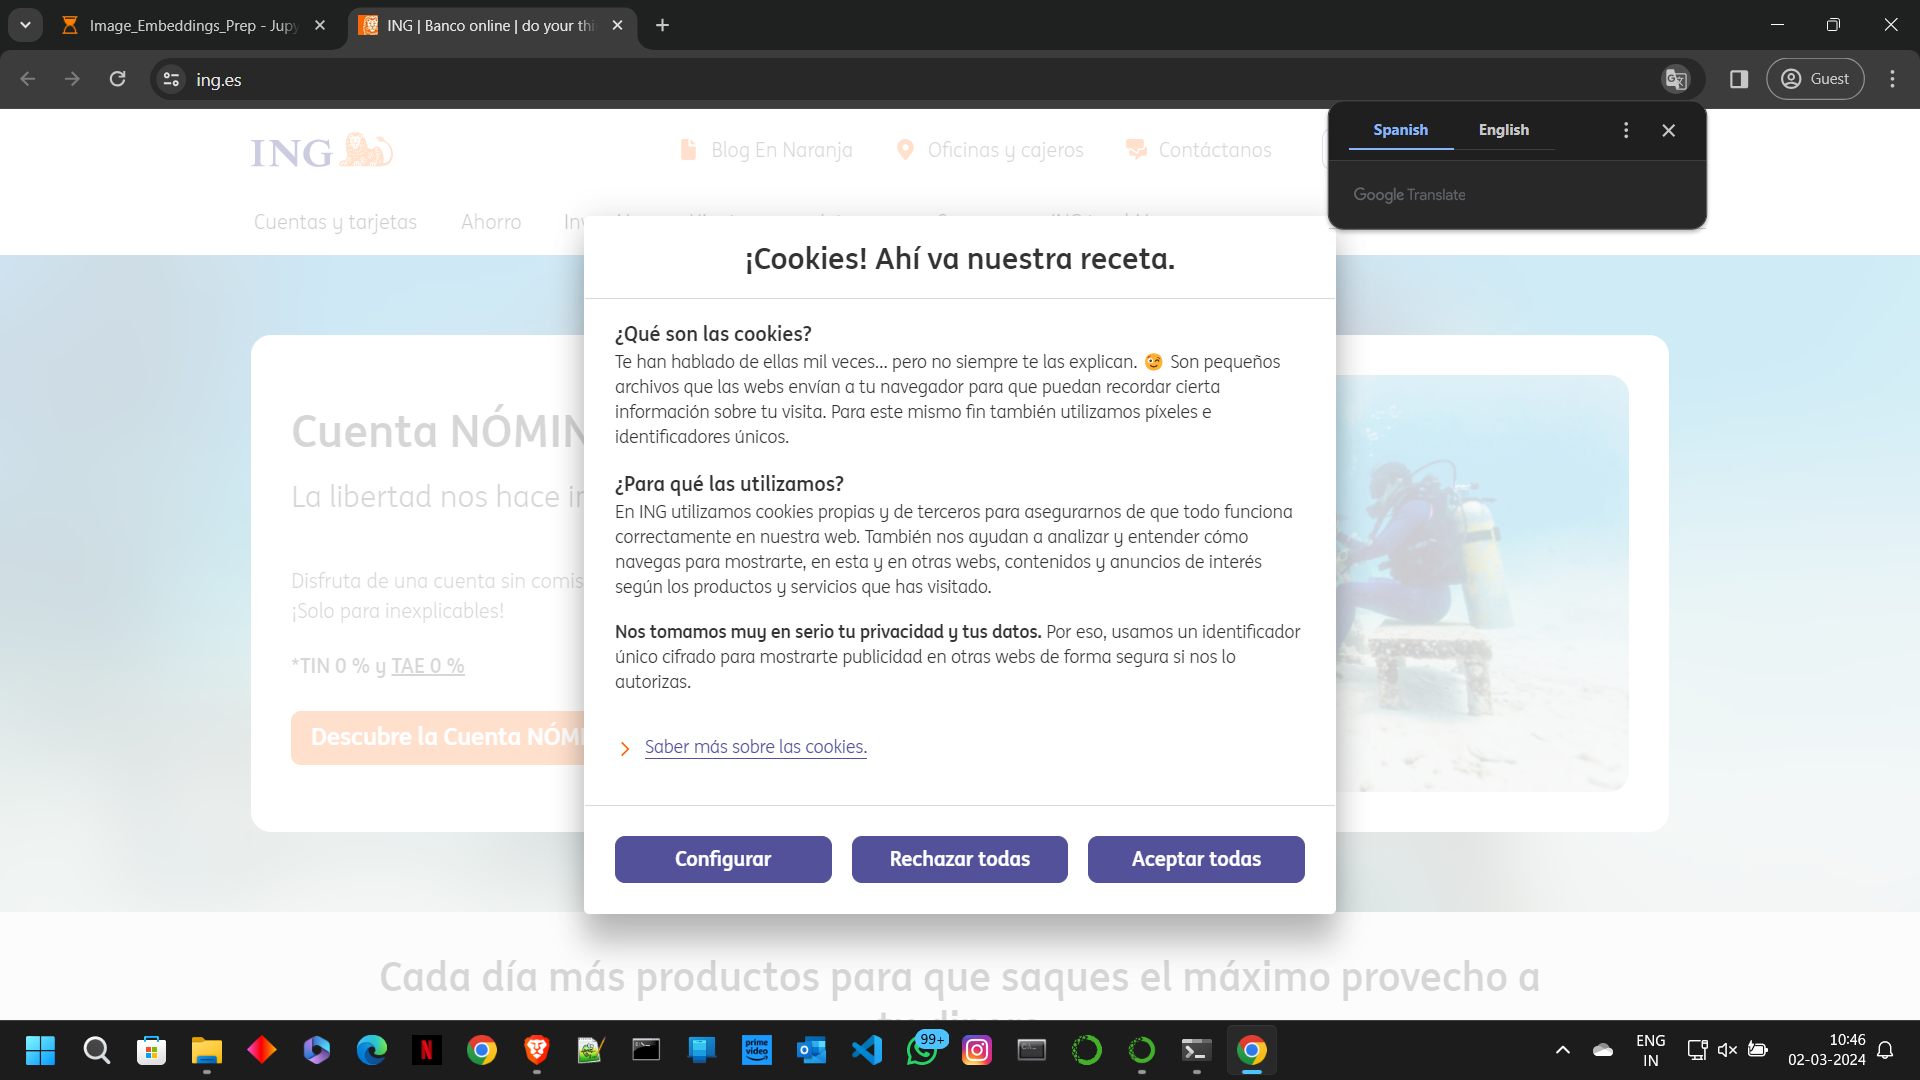 Image_Embeddings_Prep - Jupy
ING | Banco online | do your thi
ing.es
Guest
Spanish English
Google Translate
ING
Blog En Naranja Oficinas y cajeros Contáctanos
Cuentas y tarjetas Ahorro
¡Cookies! Ahí va nuestra receta.
¿Qué son las cookies?
Te han hablado de ellas mil veces... pero no siempre te las explican. 😉 Son pequeños
archivos que las webs envían a tu navegador para que puedan recordar cierta
información sobre tu visita. Para este mismo fin también utilizamos píxeles e
identificadores únicos.
¿Para qué las utilizamos?
En ING utilizamos cookies propias y de terceros para asegurarnos de que todo funciona
correctamente en nuestra web. También nos ayudan a analizar y entender cómo
navegas para mostrarte, en esta y en otras webs, contenidos y anuncios de interés
según los productos y servicios que has visitado.
Nos tomamos muy en serio tu privacidad y tus datos. Por eso, usamos un identificador
único cifrado para mostrarte publicidad en otras webs de forma segura si nos lo
autorizas.
Saber más sobre las cookies.
Configurar Rechazar todas Aceptar todas
Cuenta NÓMIN
La libertad nos hace in
Disfruta de una cuenta sin comis
¡Solo para inexplicables!
*TIN 0 % y TAE 0 %
Descubre la Cuenta NÓMI
Cada día más productos para que saques el máximo provecho a
tu dinero
prime video
99+
ENG
IN
10:46
02-03-2024